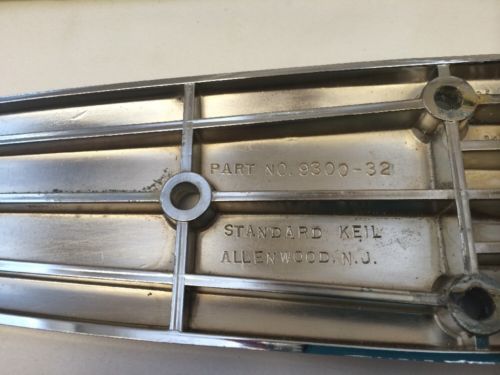 PART NO. 9300-32
STANDARD KEIL
ALLENWOOD, N.J.